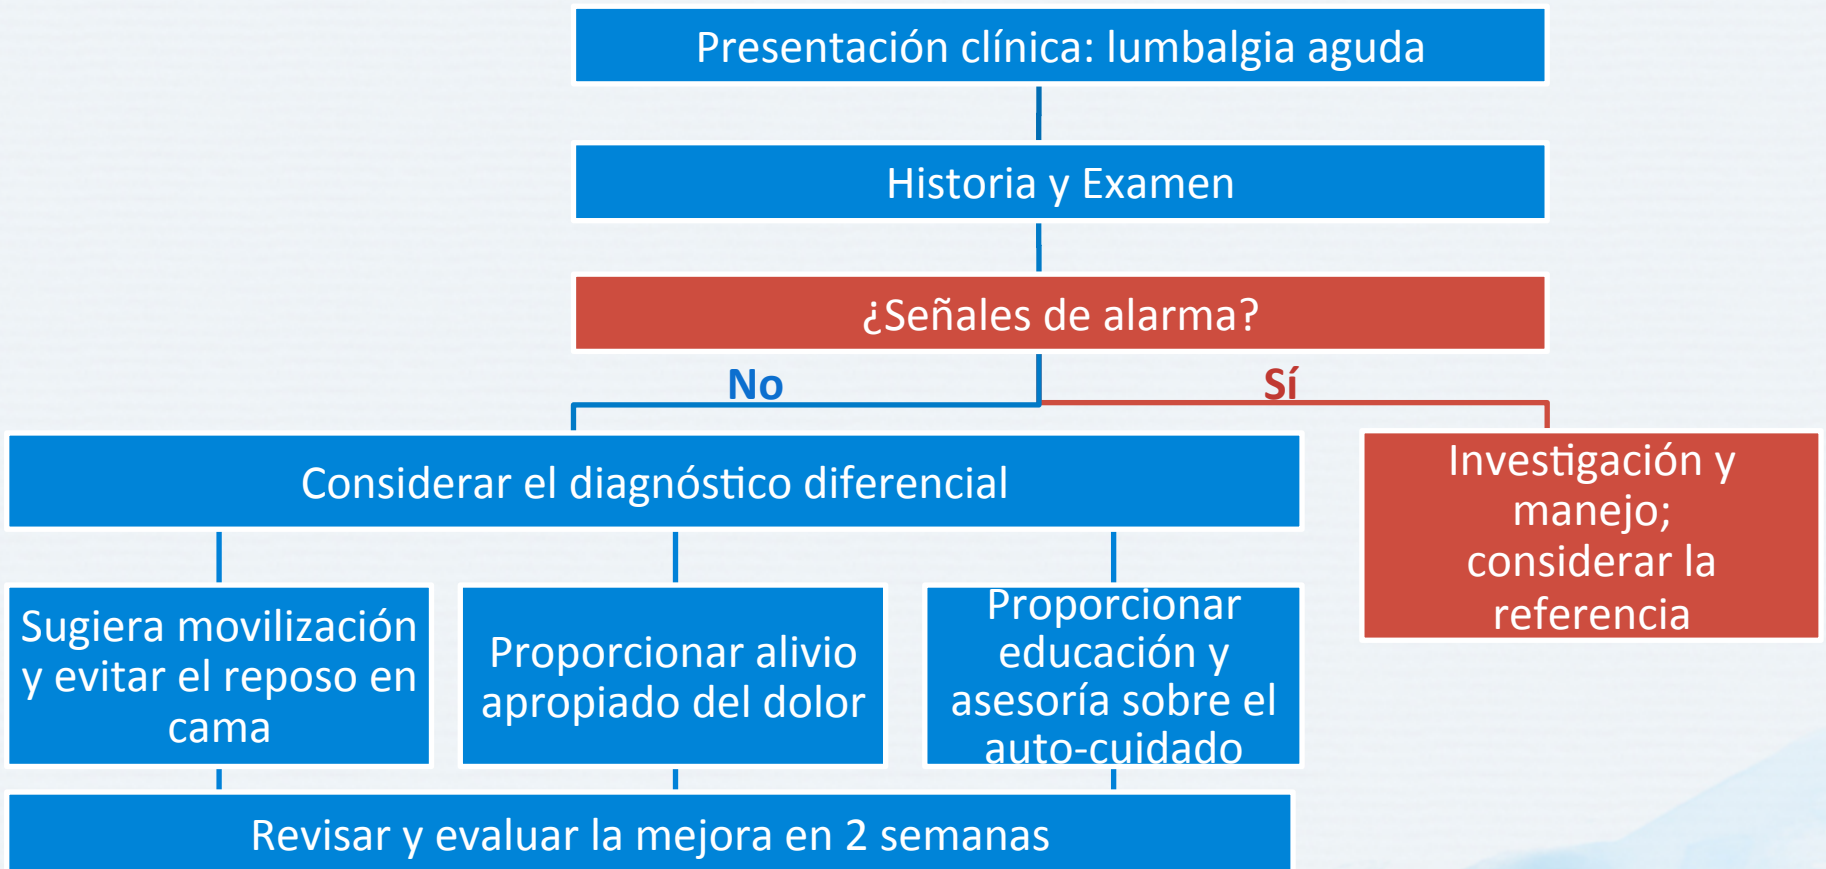 Presentación clínica: lumbalgia aguda
Historia y Examen
¿Señales de alarma?
No
Sí
Considerar el diagnóstico diferencial
Investigación y
manejo;
considerar la
referencia
Sugiera movilización
y evitar el reposo en
cama
Proporcionar alivio
apropiado del dolor
Proporcionar
educación y
asesoría sobre el
auto-cuidado
Revisar y evaluar la mejora en 2 semanas